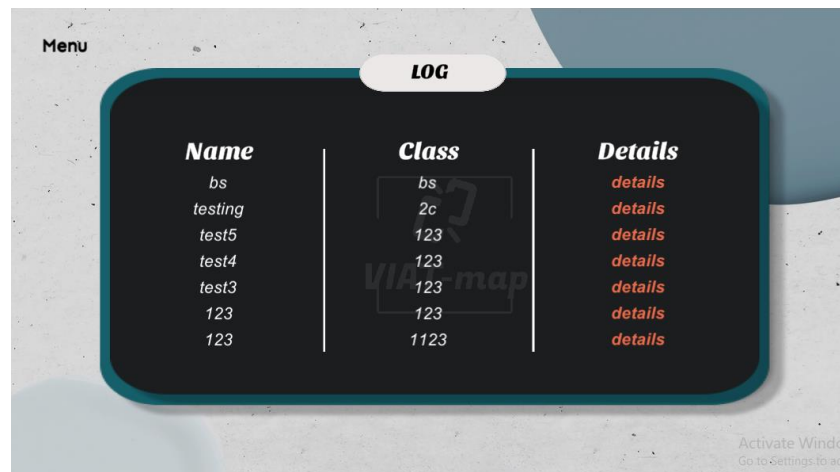 Menu
LOG
Name Class Details
bs bs details
testing 2c details
test5 123 details
test4 123 details
test3 123 details
123 123 details
123 1123 details
VIAT-map
Activate Windo
Go to Settings to a